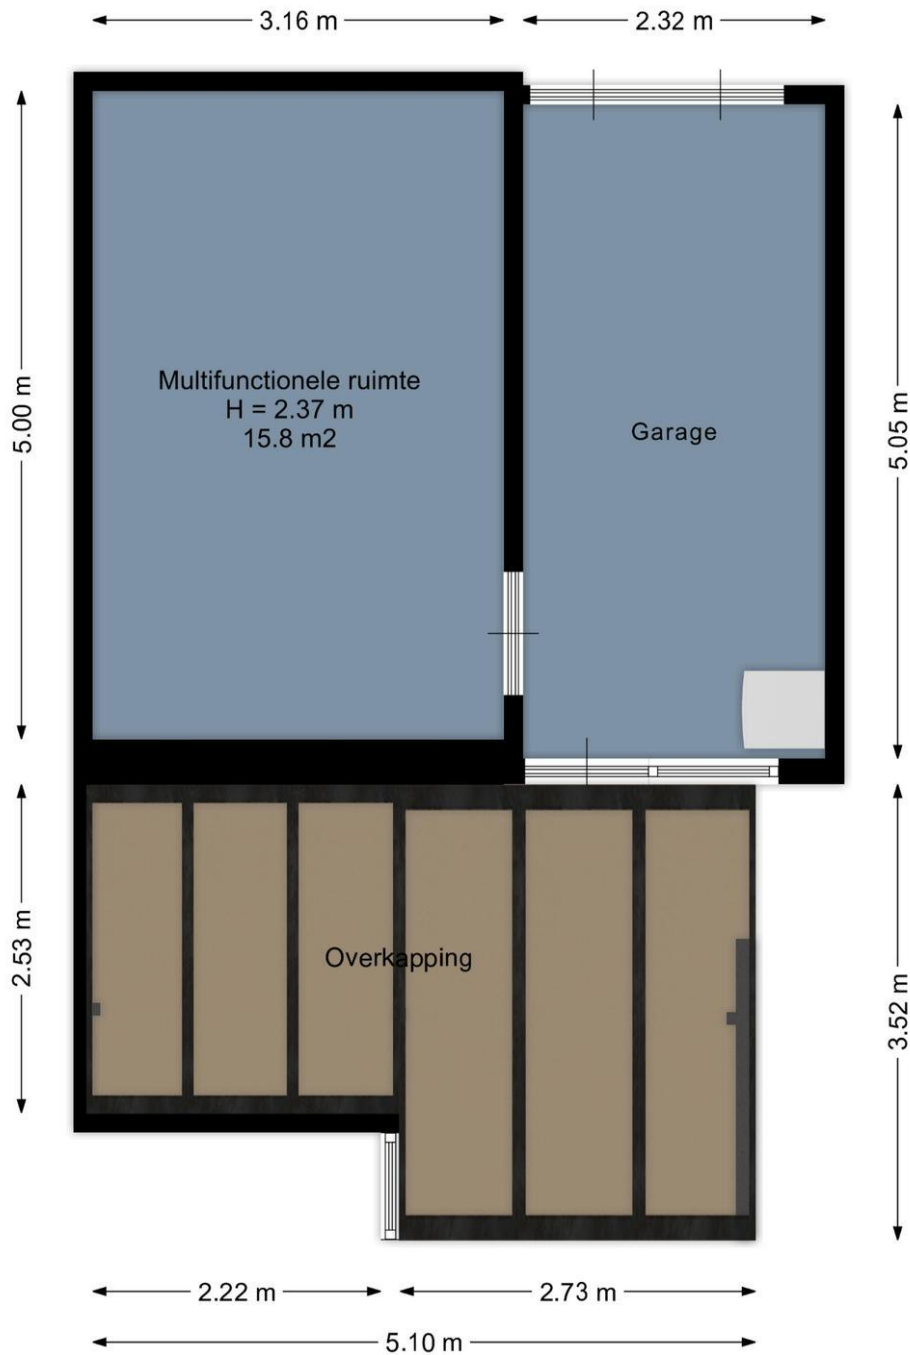 3.16 m
2.32 m
5.00 m
Multifunctionele ruimte
H = 2.37 m
15.8 m2
Garage
5.05 m
2.53 m
Overkapping
3.52 m
2.22 m
2.73 m
5.10 m